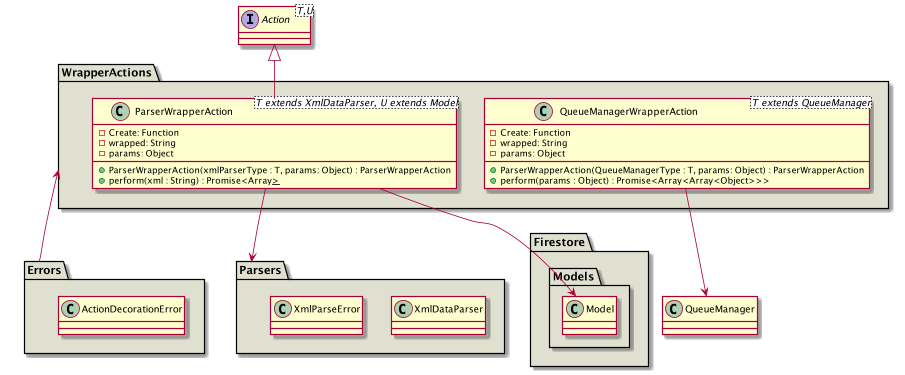 T,U
I Action
WrapperActions
T extends XmlDataParser, U extends Model
C ParserWrapperAction
Create: Function
wrapped: String
params: Object
ParserWrapperAction(xmlParserType : T, params: Object) : ParserWrapperAction
perform(xml : String) : Promise<Array>
T extends QueueManager
C QueueManagerWrapperAction
Create: Function
wrapped: String
params: Object
ParserWrapperAction(QueueManagerType : T, params: Object) : ParserWrapperAction
perform(params : Object) : Promise<Array<Array<Object>>>
Errors
C ActionDecorationError
Parsers
C XmlParseError
C XmlDataParser
Firestore
Models
C Model
C QueueManager